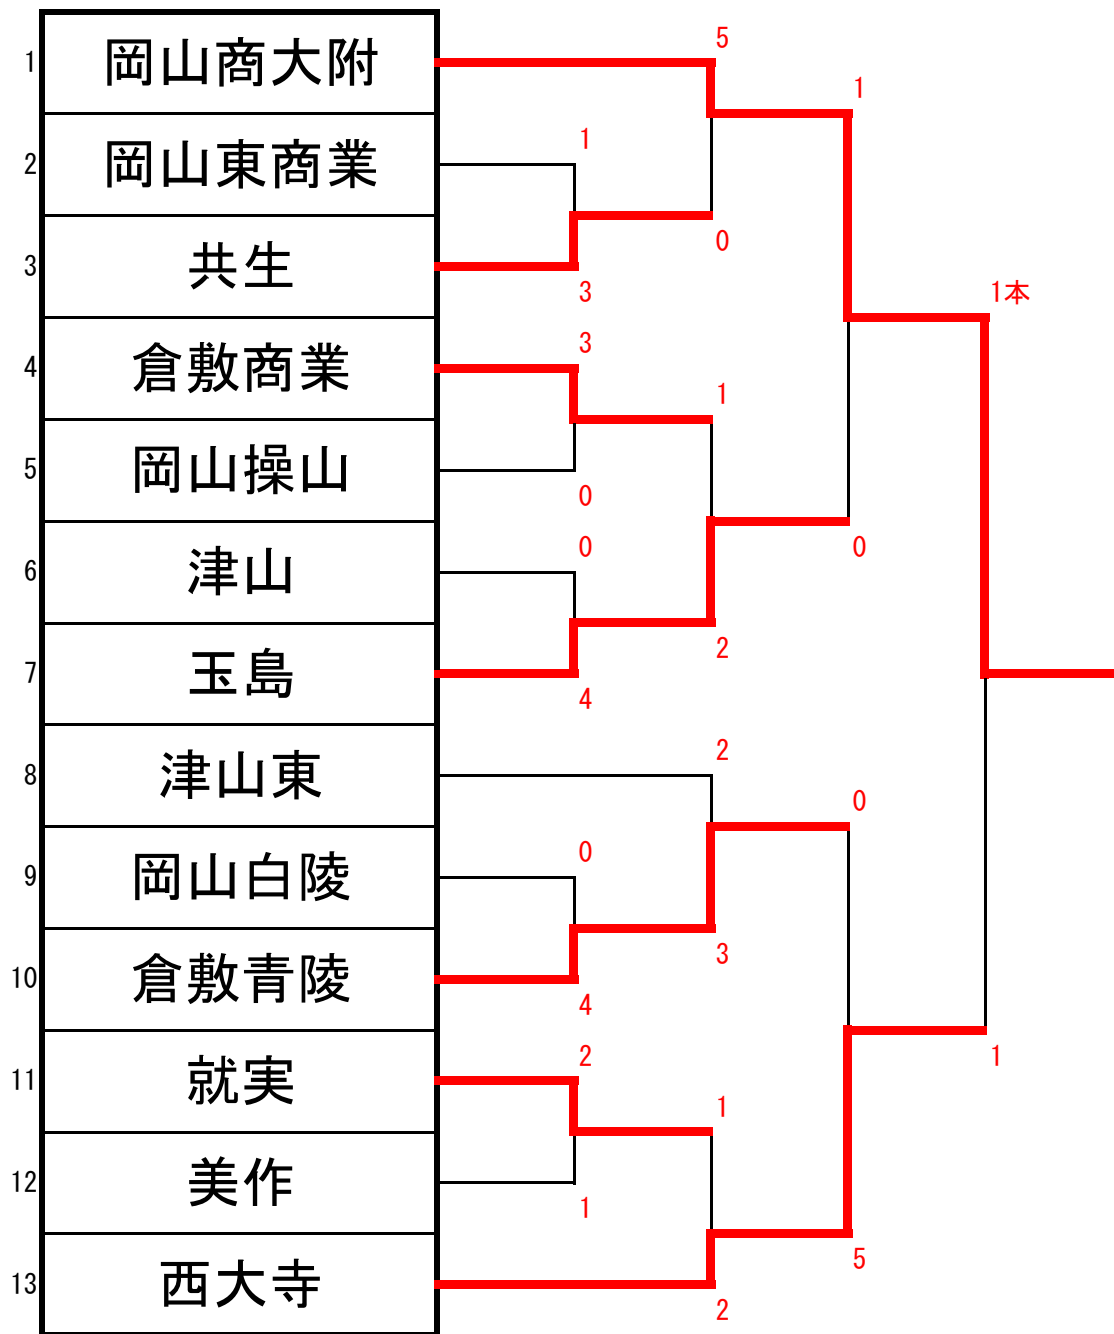 5
1 岡山商大附
1
1
2 岡山東商業
0
3 共生
3
1本
3
4 倉敷商業
1
5 岡山操山
0
0
0
6 津山
2
7 玉島
4
2
8 津山東
0
0
9 岡山白陵
3
10 倉敷青陵
4
2
1
11 就実
1
12 美作
1
5
13 西大寺
2